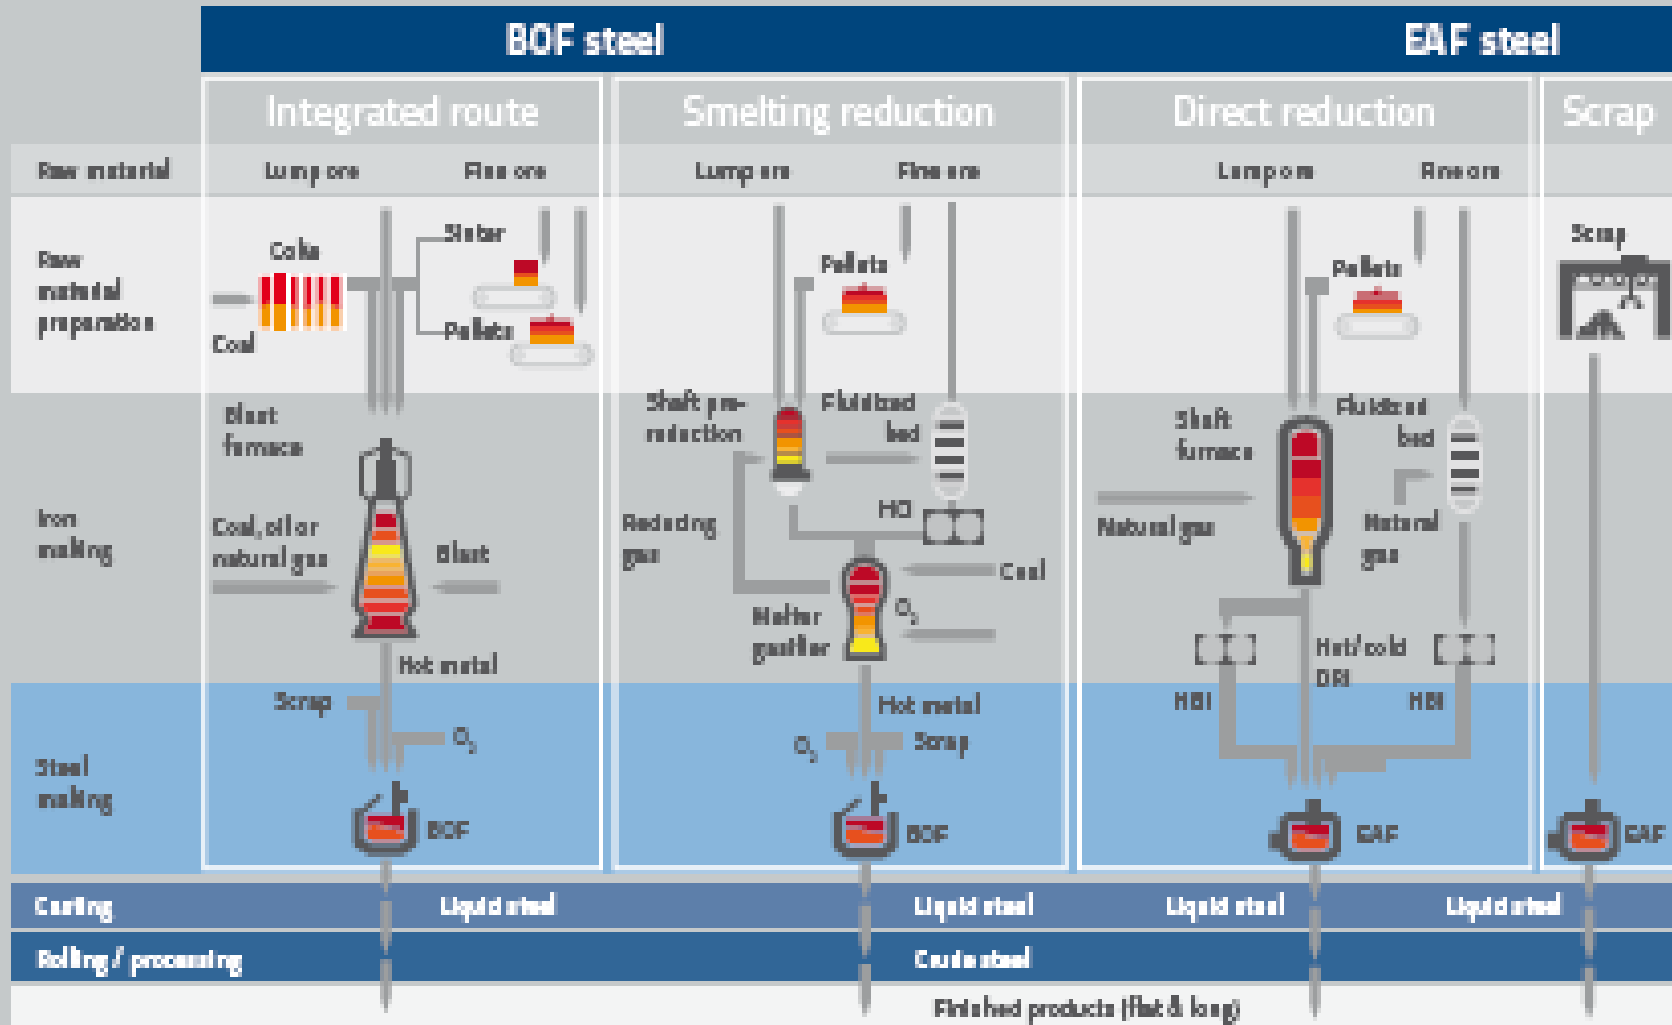 BOF steel
EAF steel
Integrated route
Smelting reduction
Direct reduction
Scrap
Raw material
Lump ore
Fine ore
Lump ore
Fine ore
Lump ore
Fine ore
Raw
material
preparation
Coke
Coal
Sinter
Pellets
Pellets
Pellets
Scrap
Iron
making
Blast
furnace
Coal, oil or
natural gas
Blast
Hot metal
Shaft pre-
reduction
Fluidized
bed
Reducing
gas
Coal
O₂
Melter
gasifier
Shaft
furnace
Fluidized
bed
Natural gas
Natural
gas
Hot/cold
DRI
Steel
making
Scrap
O₂
BOF
Hot metal
O₂
Scrap
BOF
HBI
HBI
EAF
EAF
Casting
Liquid steel
Liquid steel
Liquid steel
Liquid steel
Rolling / processing
Crude steel
Finished products (flat & long)